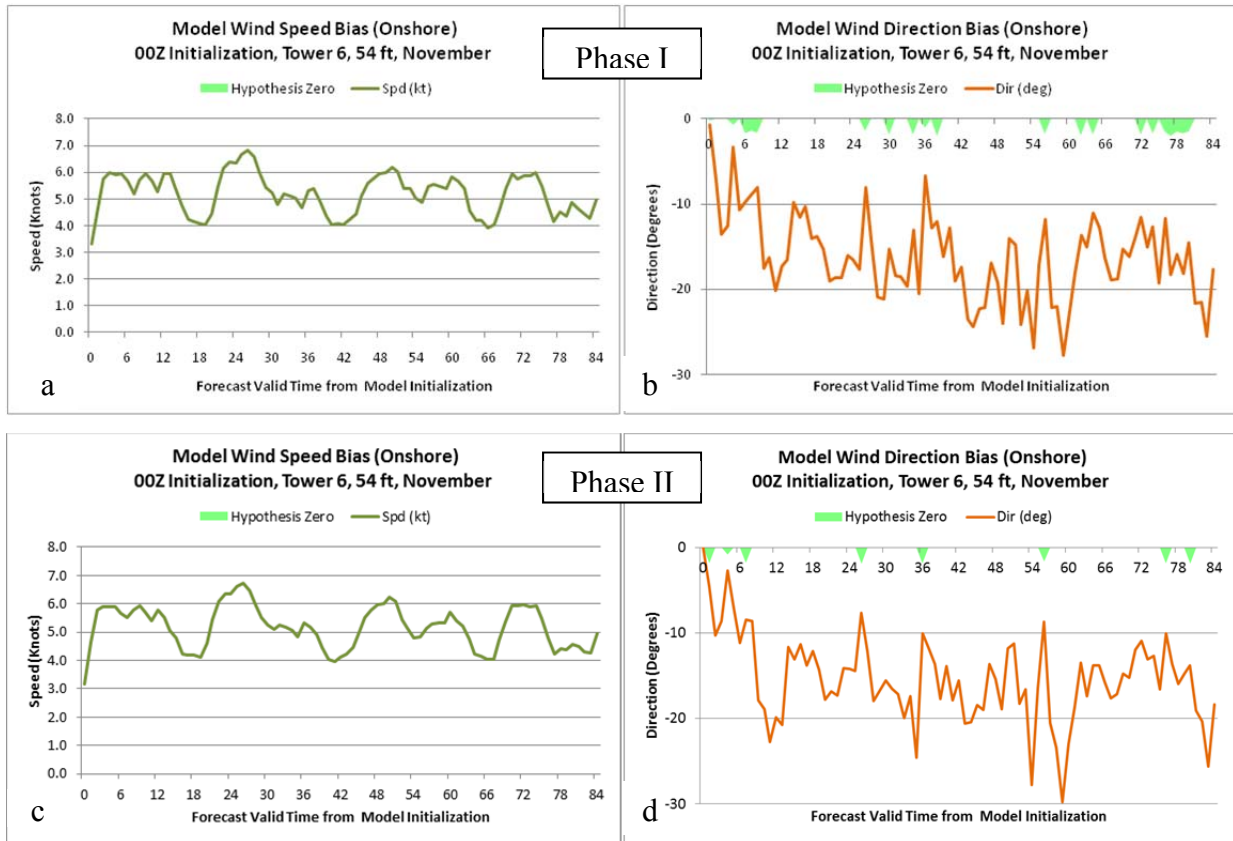 Model Wind Speed Bias (Onshore)
00Z Initialization, Tower 6, 54 ft, November
Hypothesis Zero Spd (kt)
8.0
7.0
6.0
5.0
4.0
3.0
2.0
1.0
0.0
Speed (Knots)
0 6 12 18 24 30 36 42 48 54 60 66 72 78 84
Forecast Valid Time from Model Initialization
a
Phase I
Model Wind Direction Bias (Onshore)
00Z Initialization, Tower 6, 54 ft, November
Hypothesis Zero Dir (deg)
0
-10
-20
-30
Direction (Degrees)
0 6 12 18 24 30 36 42 48 54 60 66 72 78 84
Forecast Valid Time from Model Initialization
b
Model Wind Speed Bias (Onshore)
00Z Initialization, Tower 6, 54 ft, November
Hypothesis Zero Spd (kt)
8.0
7.0
6.0
5.0
4.0
3.0
2.0
1.0
0.0
Speed (Knots)
0 6 12 18 24 30 36 42 48 54 60 66 72 78 84
Forecast Valid Time from Model Initialization
c
Phase II
Model Wind Direction Bias (Onshore)
00Z Initialization, Tower 6, 54 ft, November
Hypothesis Zero Dir (deg)
0
-10
-20
-30
Direction (Degrees)
0 6 12 18 24 30 36 42 48 54 60 66 72 78 84
Forecast Valid Time from Model Initialization
d